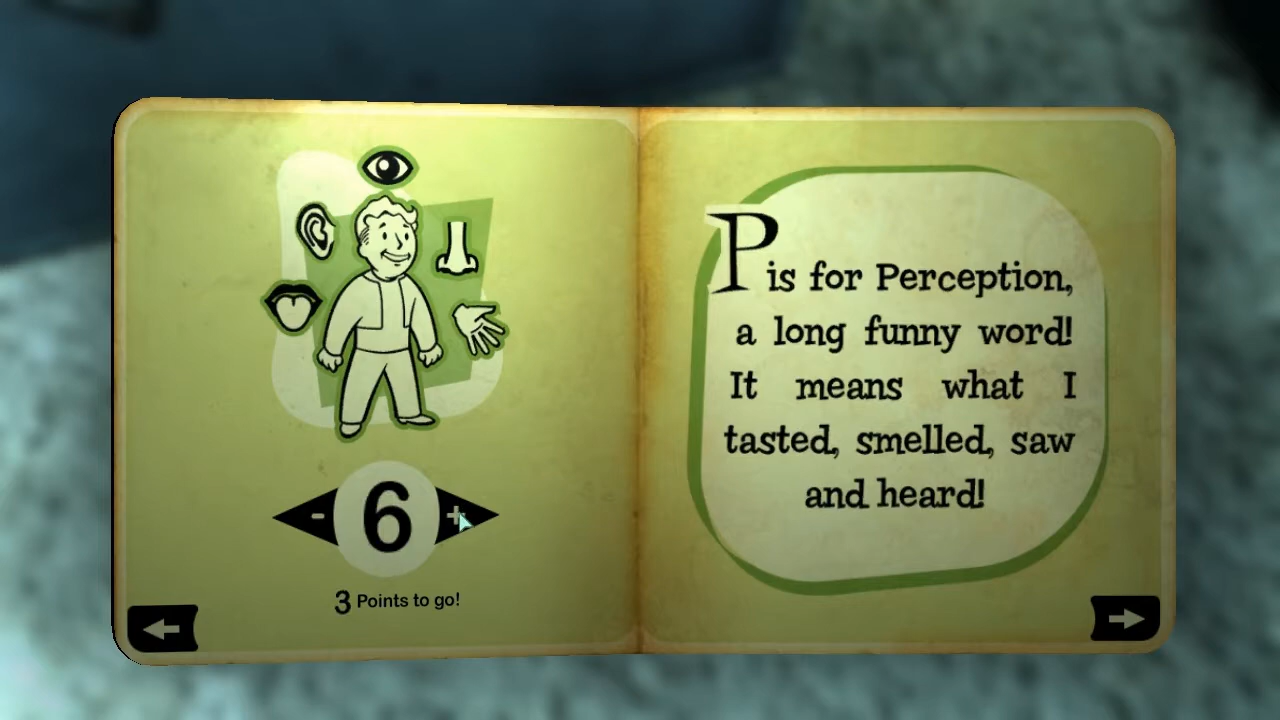 -
6
+
3 Points to go!
P is for Perception,
a long funny word!
It means what I
tasted, smelled, saw
and heard!